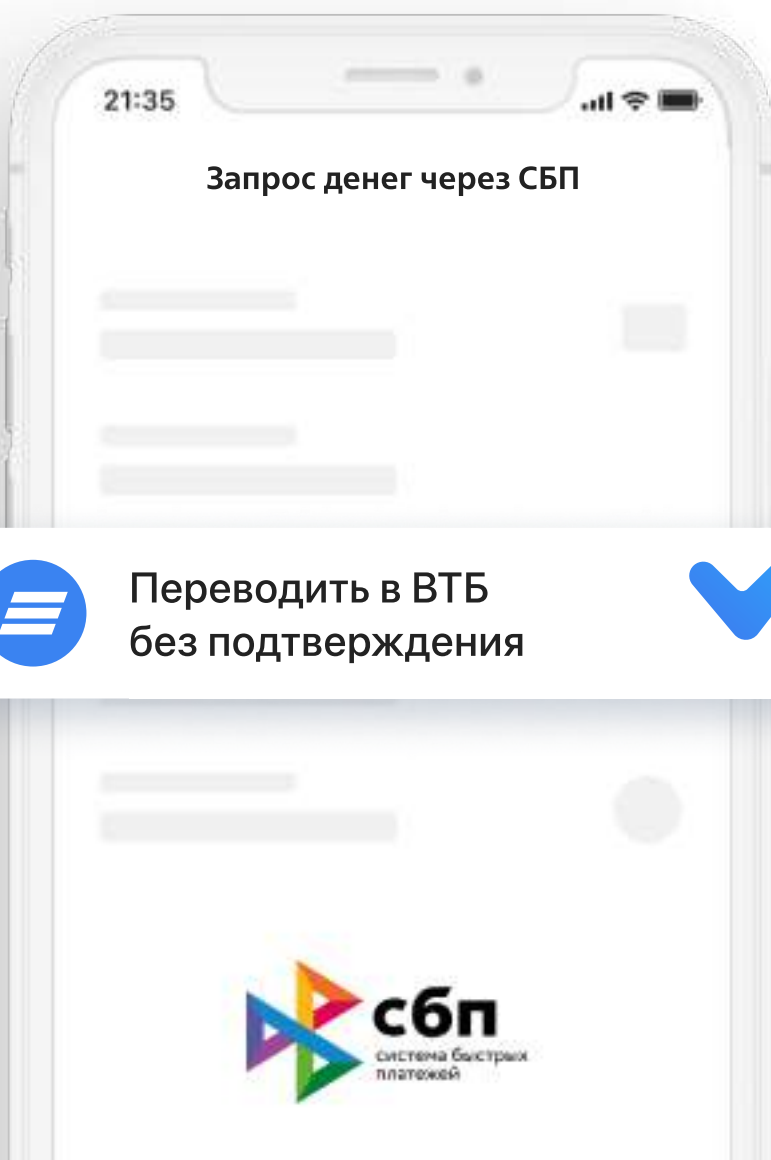 21:35
Запрос денег через СБП
Переводить в ВТБ
без подтверждения
сбп
система быстрых
платежей